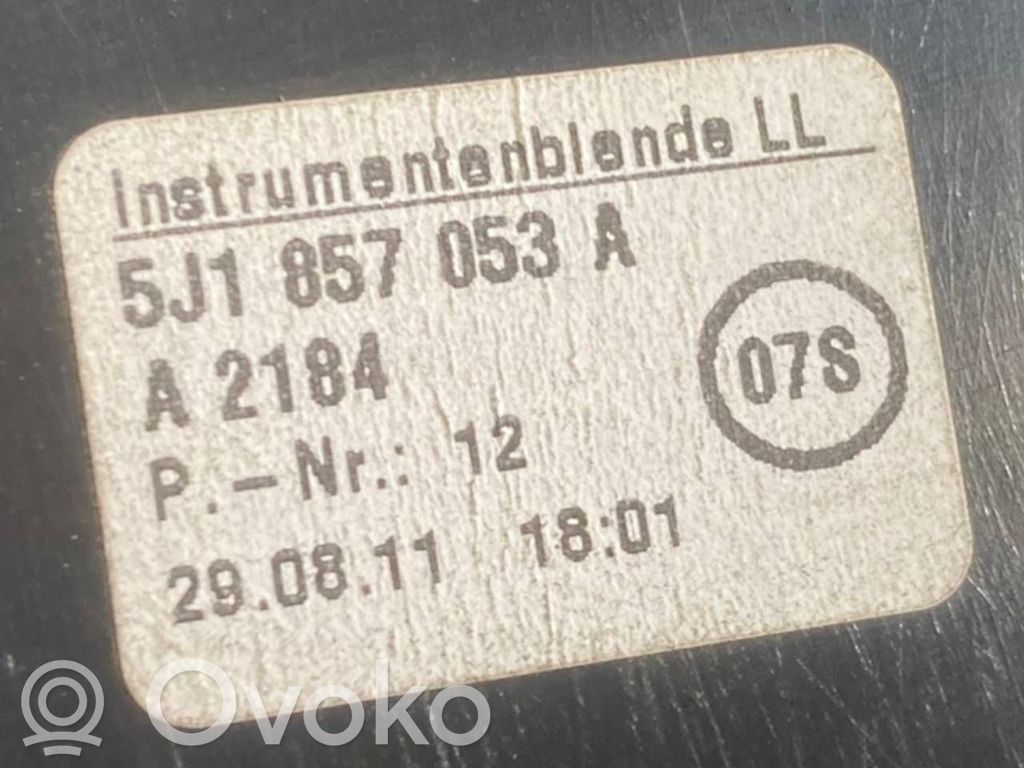 Instrumentenblende LL
5J1 857 053 A
A 2184
07S
P.-Nr.: 12
29.08.11 18:01
Ovoko